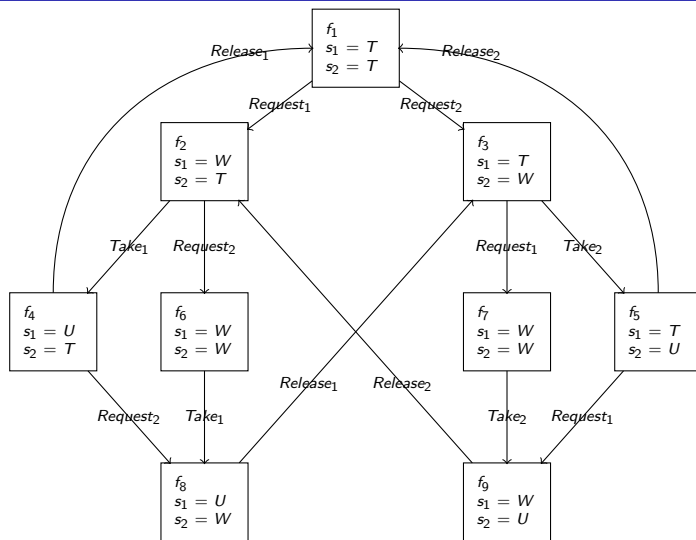 f₁
s₁ = T
s₂ = T
Release₁
Release₂
Request₁
Request₂
f₂
s₁ = W
s₂ = T
f₃
s₁ = T
s₂ = W
Take₁
Request₂
Request₁
Take₂
f₄
s₁ = U
s₂ = T
f₆
s₁ = W
s₂ = W
f₇
s₁ = W
s₂ = W
f₅
s₁ = T
s₂ = U
Release₁
Release₂
Request₂
Take₁
Take₂
Request₁
f₈
s₁ = U
s₂ = W
f₉
s₁ = W
s₂ = U